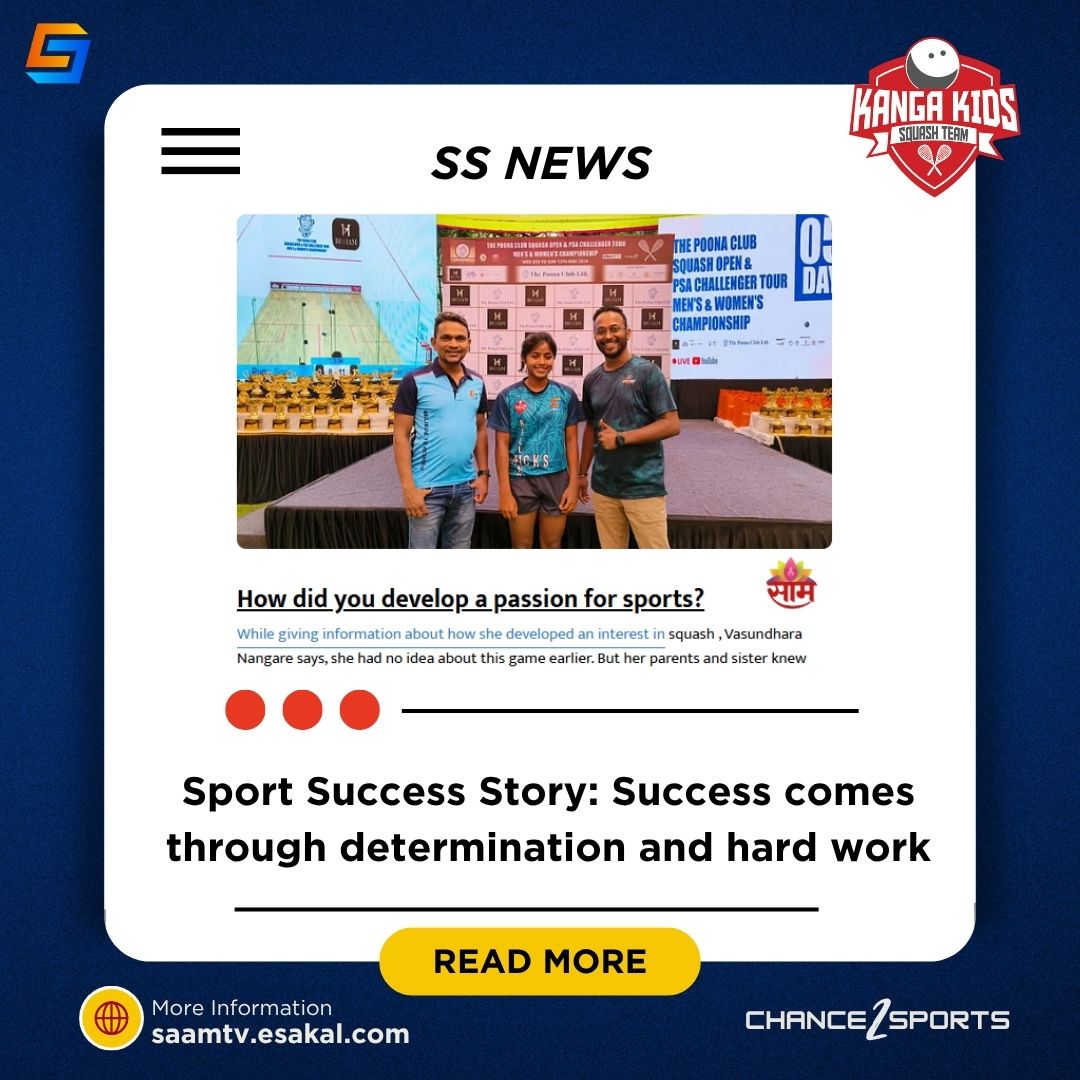 KANGA KIDS
SQUASH TEAM
SS NEWS
THE POONA CLUB SQUASH OPEN & PSA CHALLENGER TOUR
MEN'S & WOMEN'S CHAMPIONSHIP
The Poona Club Ltd.
THE POONA CLUB
SQUASH OPEN &
PSA CHALLENGER TOUR
MEN'S & WOMEN'S
CHAMPIONSHIP
LIVE YouTube
05
DAY
How did you develop a passion for sports?
साम
While giving information about how she developed an interest in squash , Vasundhara
Nangare says, she had no idea about this game earlier. But her parents and sister knew
Sport Success Story: Success comes
through determination and hard work
READ MORE
More Information
saamtv.esakal.com
CHANCE2SPORTS